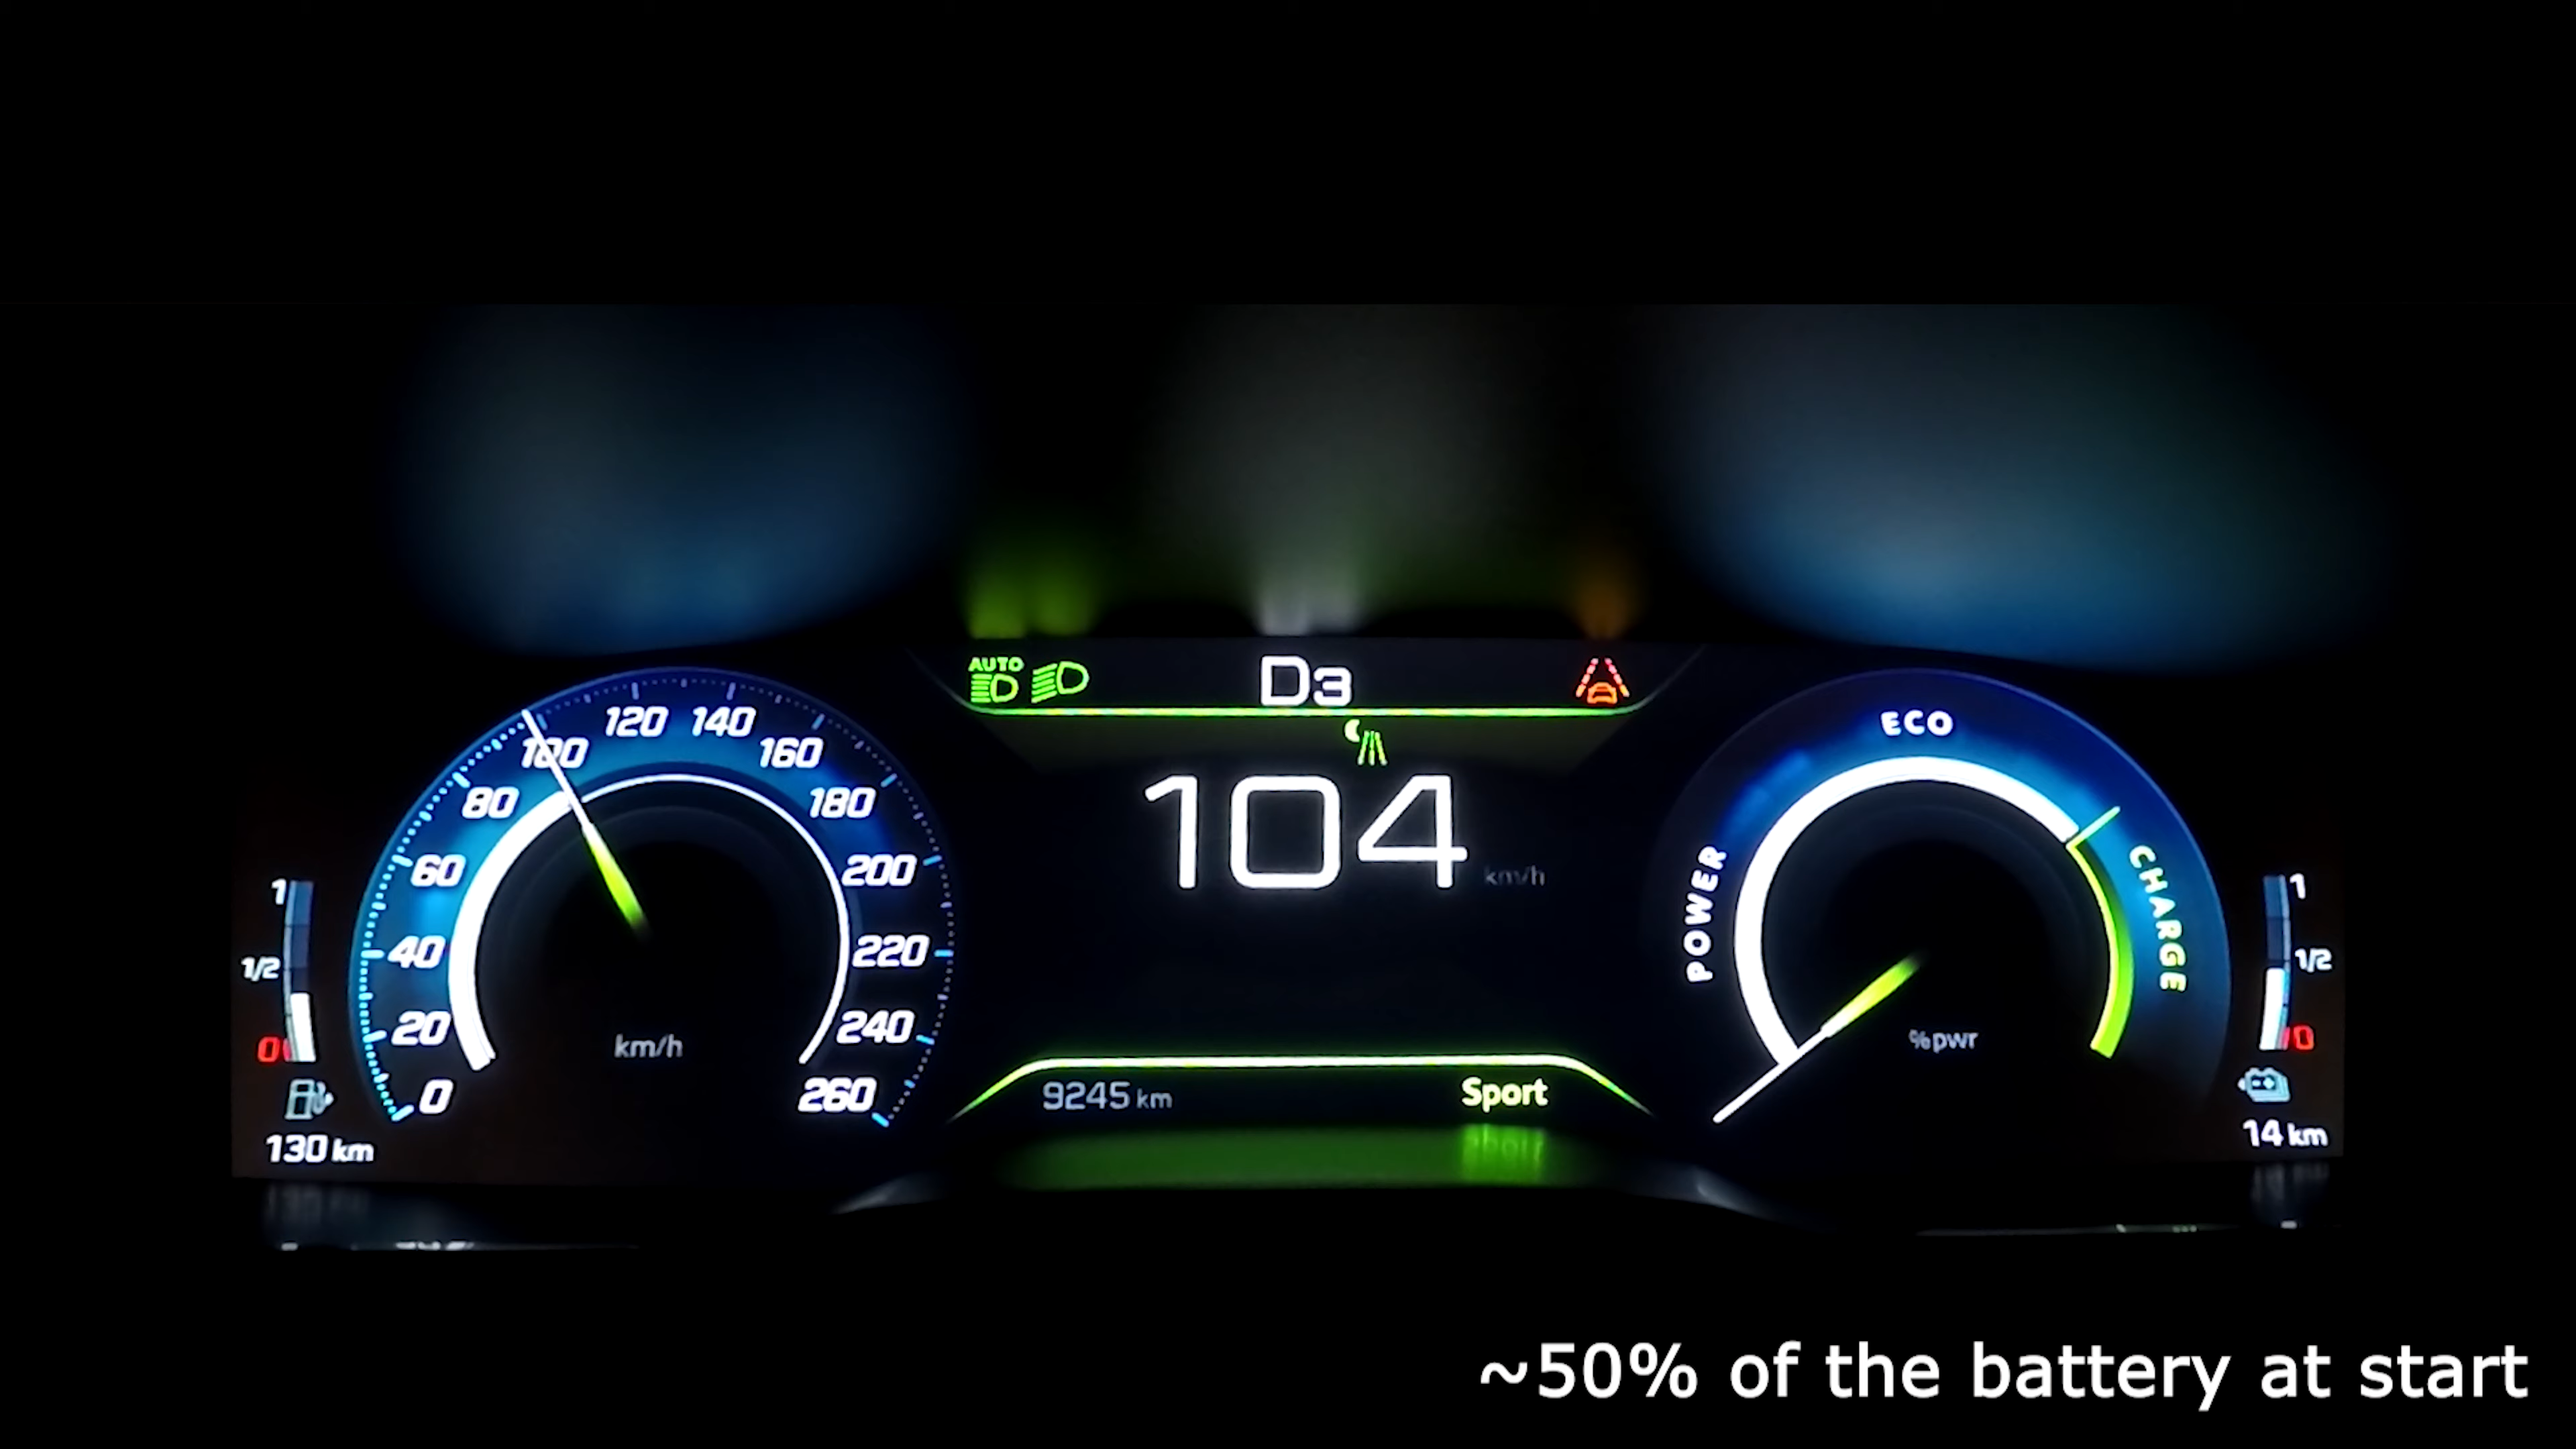 AUTO
D3
104 km/h
0
20
40
60
80
100
120
140
160
180
200
220
240
260
km/h
1
1/2
0
130 km
9245 km
Sport
ECO
POWER
CHARGE
%pwr
1
1/2
0
14 km
~50% of the battery at start